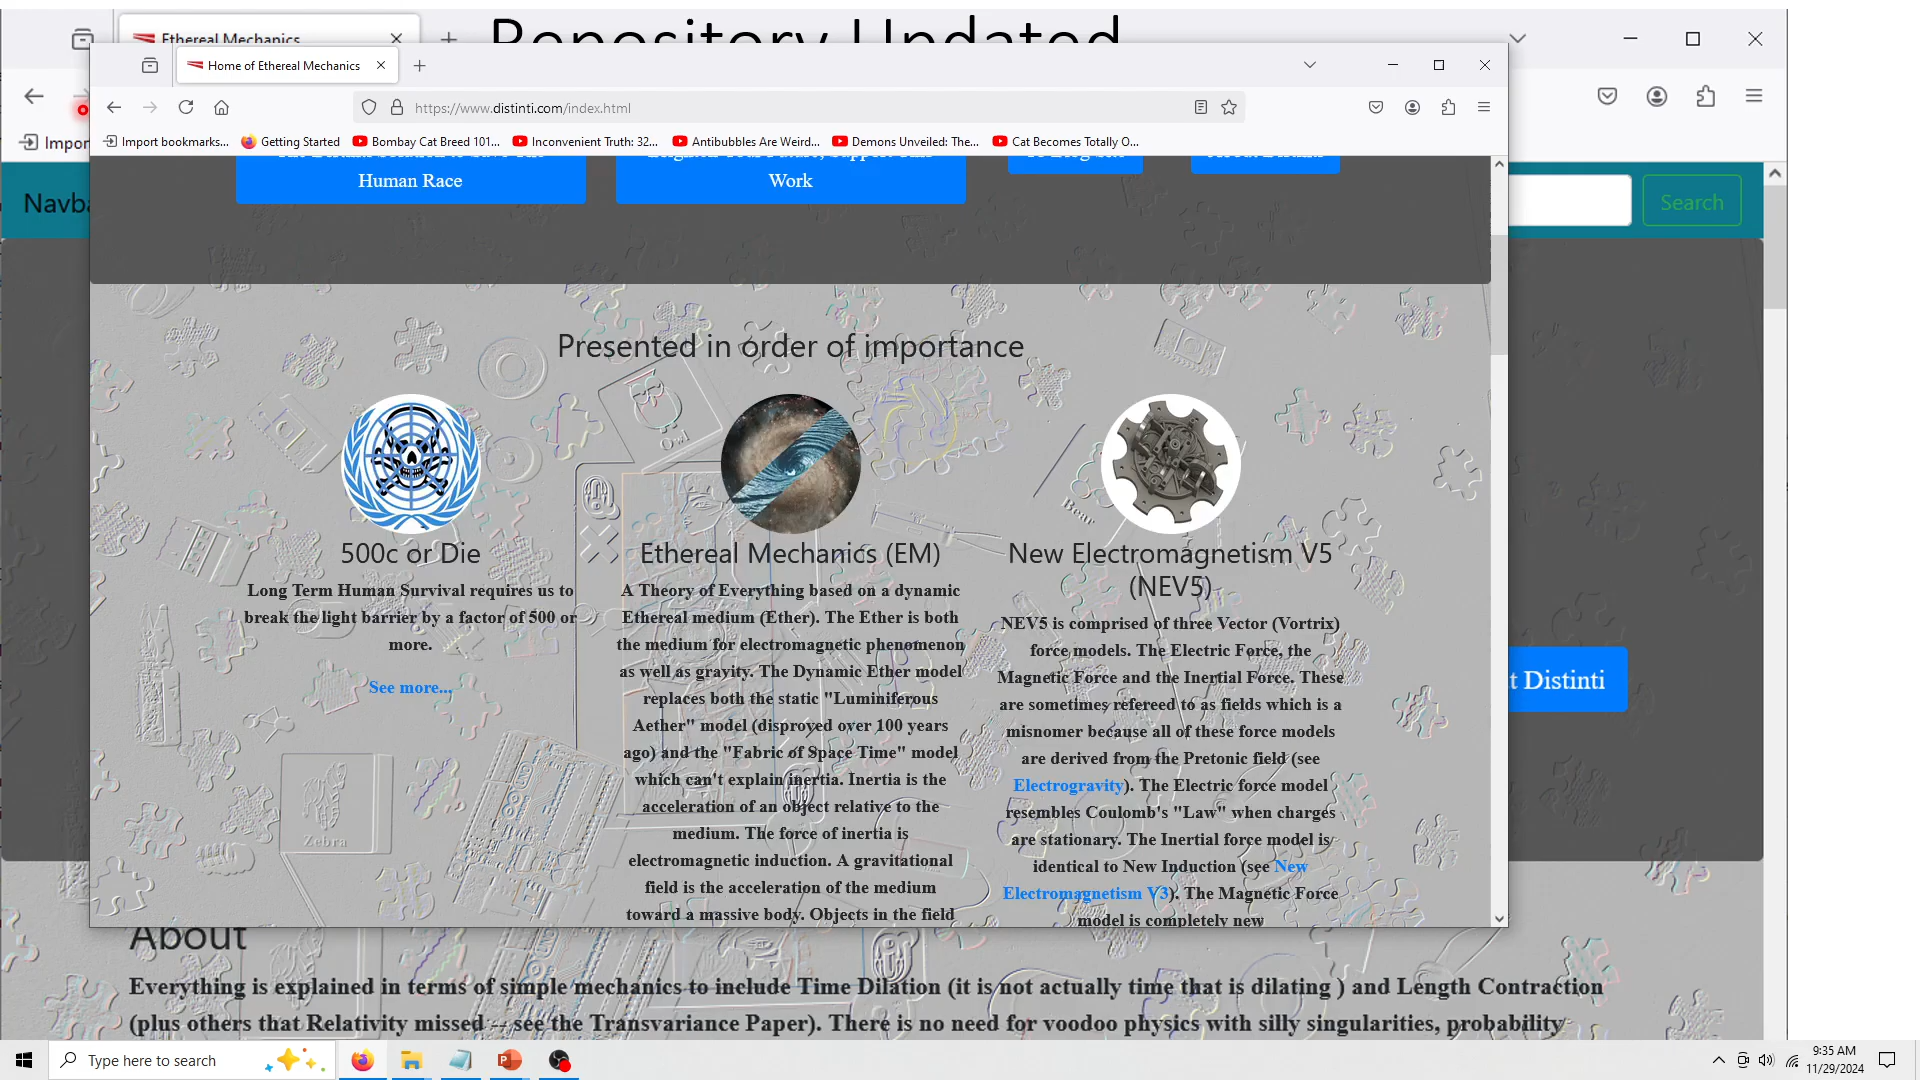 Repository Updated
Ethereal Mechanics
Home of Ethereal Mechanics
https://www.distinti.com/index.html
Import bookmarks...
Getting Started
Bombay Cat Breed 101...
Inconvenient Truth: 32...
Antibubbles Are Weird...
Demons Unveiled: The...
Cat Becomes Totally O...
Impor
Navba
Search
Human Race
Work
Presented in order of importance
Owl
Bear
Zebra
500c or Die
Long Term Human Survival requires us to
break the light barrier by a factor of 500 or
more.
See more...
Ethereal Mechanics (EM)
A Theory of Everything based on a dynamic
Ethereal medium (Ether). The Ether is both
the medium for electromagnetic phenomenon
as well as gravity. The Dynamic Ether model
replaces both the static "Luminiferous
Aether" model (disproved over 100 years
ago) and the "Fabric of Space Time" model
which can't explain inertia. Inertia is the
acceleration of an object relative to the
medium. The force of inertia is
electromagnetic induction. A gravitational
field is the acceleration of the medium
toward a massive body. Objects in the field
New Electromagnetism V5
(NEV5)
NEV5 is comprised of three Vector (Vortrix)
force models. The Electric Force, the
Magnetic Force and the Inertial Force. These
are sometimes refereed to as fields which is a
misnomer because all of these force models
are derived from the Pretonic field (see
Electrogravity). The Electric force model
resembles Coulomb's "Law" when charges
are stationary. The Inertial force model is
identical to New Induction (see New
Electromagnetism V3). The Magnetic Force
model is completely new
t Distinti
About
Everything is explained in terms of simple mechanics to include Time Dilation (it is not actually time that is dilating ) and Length Contraction
(plus others that Relativity missed -- see the Transvariance Paper). There is no need for voodoo physics with silly singularities, probability
Type here to search
9:35 AM
11/29/2024